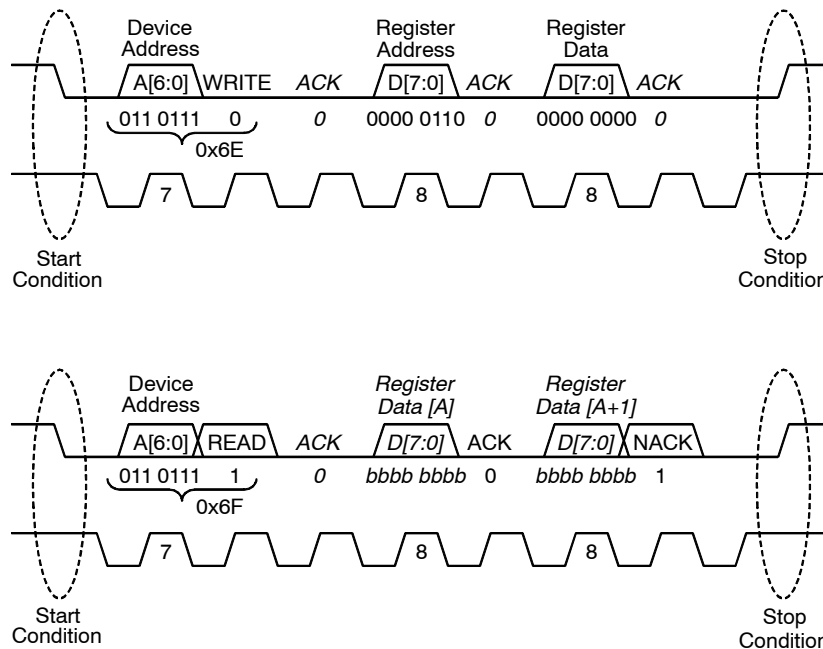 Device Address Register Address Register Data
A[6:0] WRITE ACK D[7:0] ACK D[7:0] ACK
011 0111 0 0 0000 0110 0 0000 0000 0
0x6E
7 8 8
Start Condition Stop Condition
Device Address Register Data [A] Register Data [A+1]
A[6:0] READ ACK D[7:0] ACK D[7:0] NACK
011 0111 1 0 bbbb bbbb 0 bbbb bbbb 1
0x6F
7 8 8
Start Condition Stop Condition